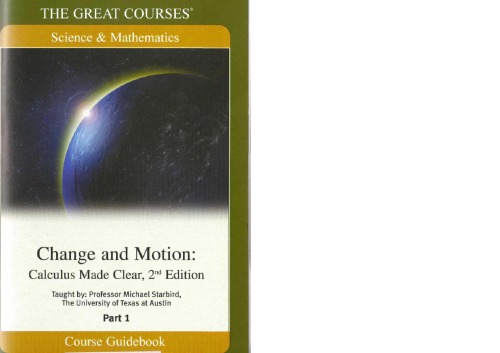 THE GREAT COURSES®
Science & Mathematics
Change and Motion:
Calculus Made Clear, 2nd Edition
Taught by: Professor Michael Starbird,
The University of Texas at Austin
Part 1
Course Guidebook